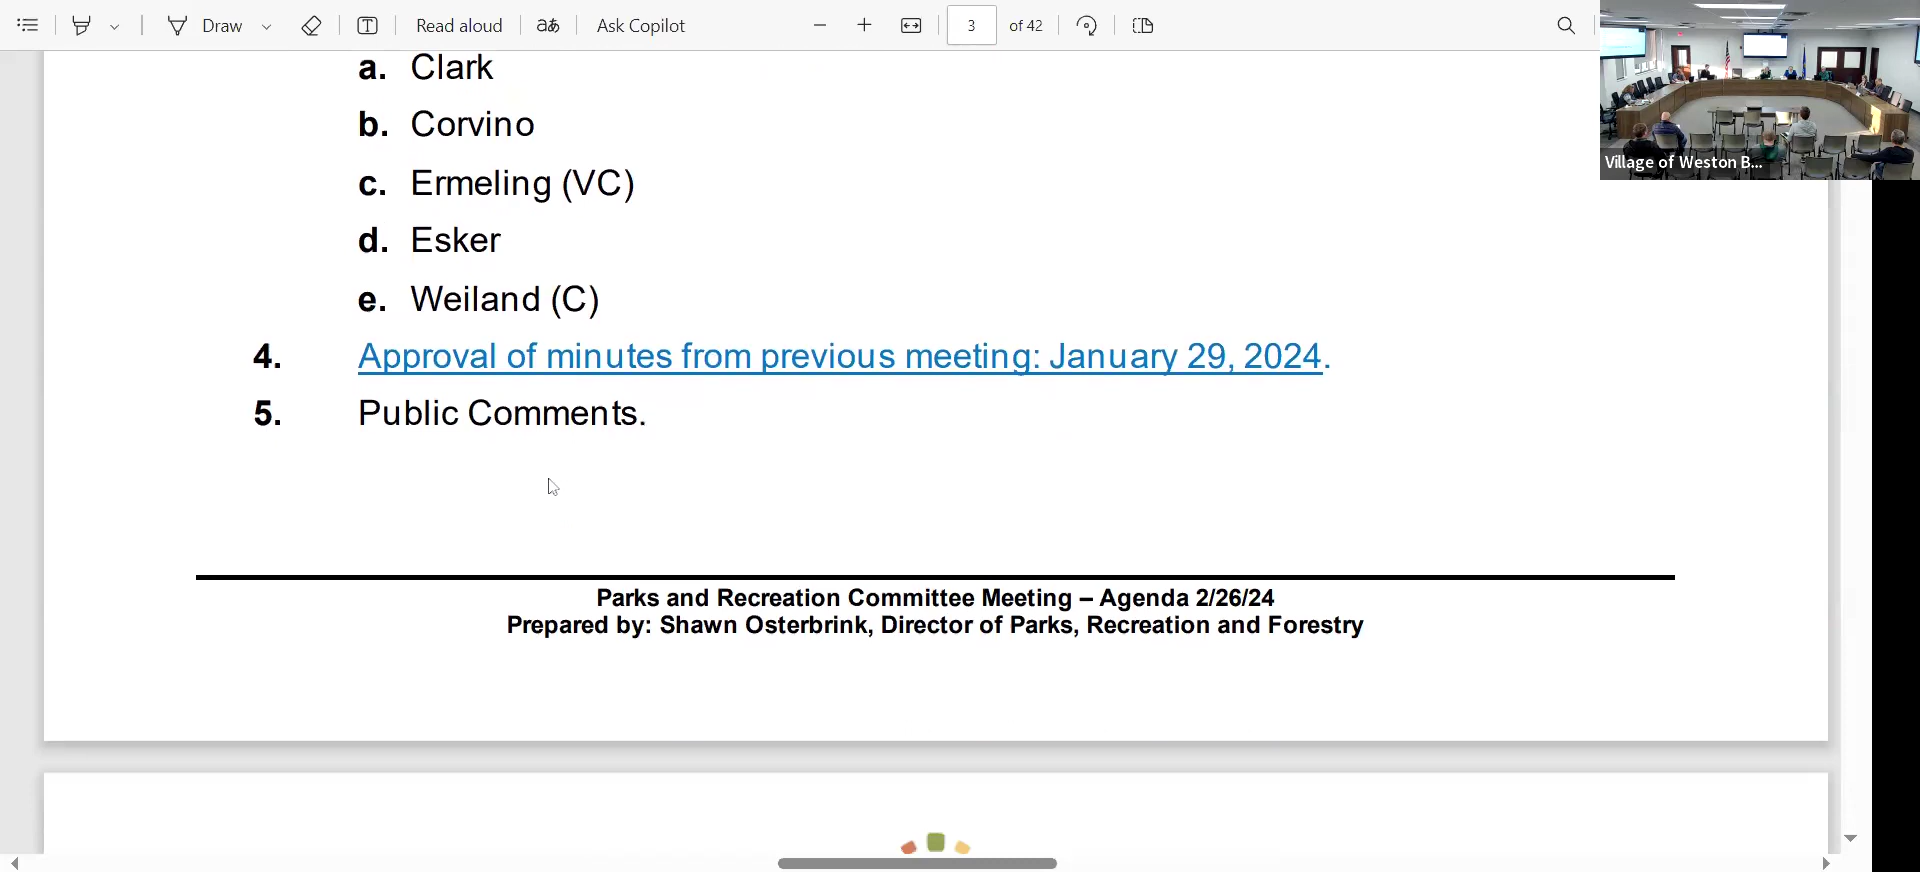 Draw
Read aloud
aあ
Ask Copilot
3
of 42
a. Clark
b. Corvino
c. Ermeling (VC)
d. Esker
e. Weiland (C)
4. Approval of minutes from previous meeting: January 29, 2024.
5. Public Comments.
Parks and Recreation Committee Meeting – Agenda 2/26/24
Prepared by: Shawn Osterbrink, Director of Parks, Recreation and Forestry
Village of Weston B...